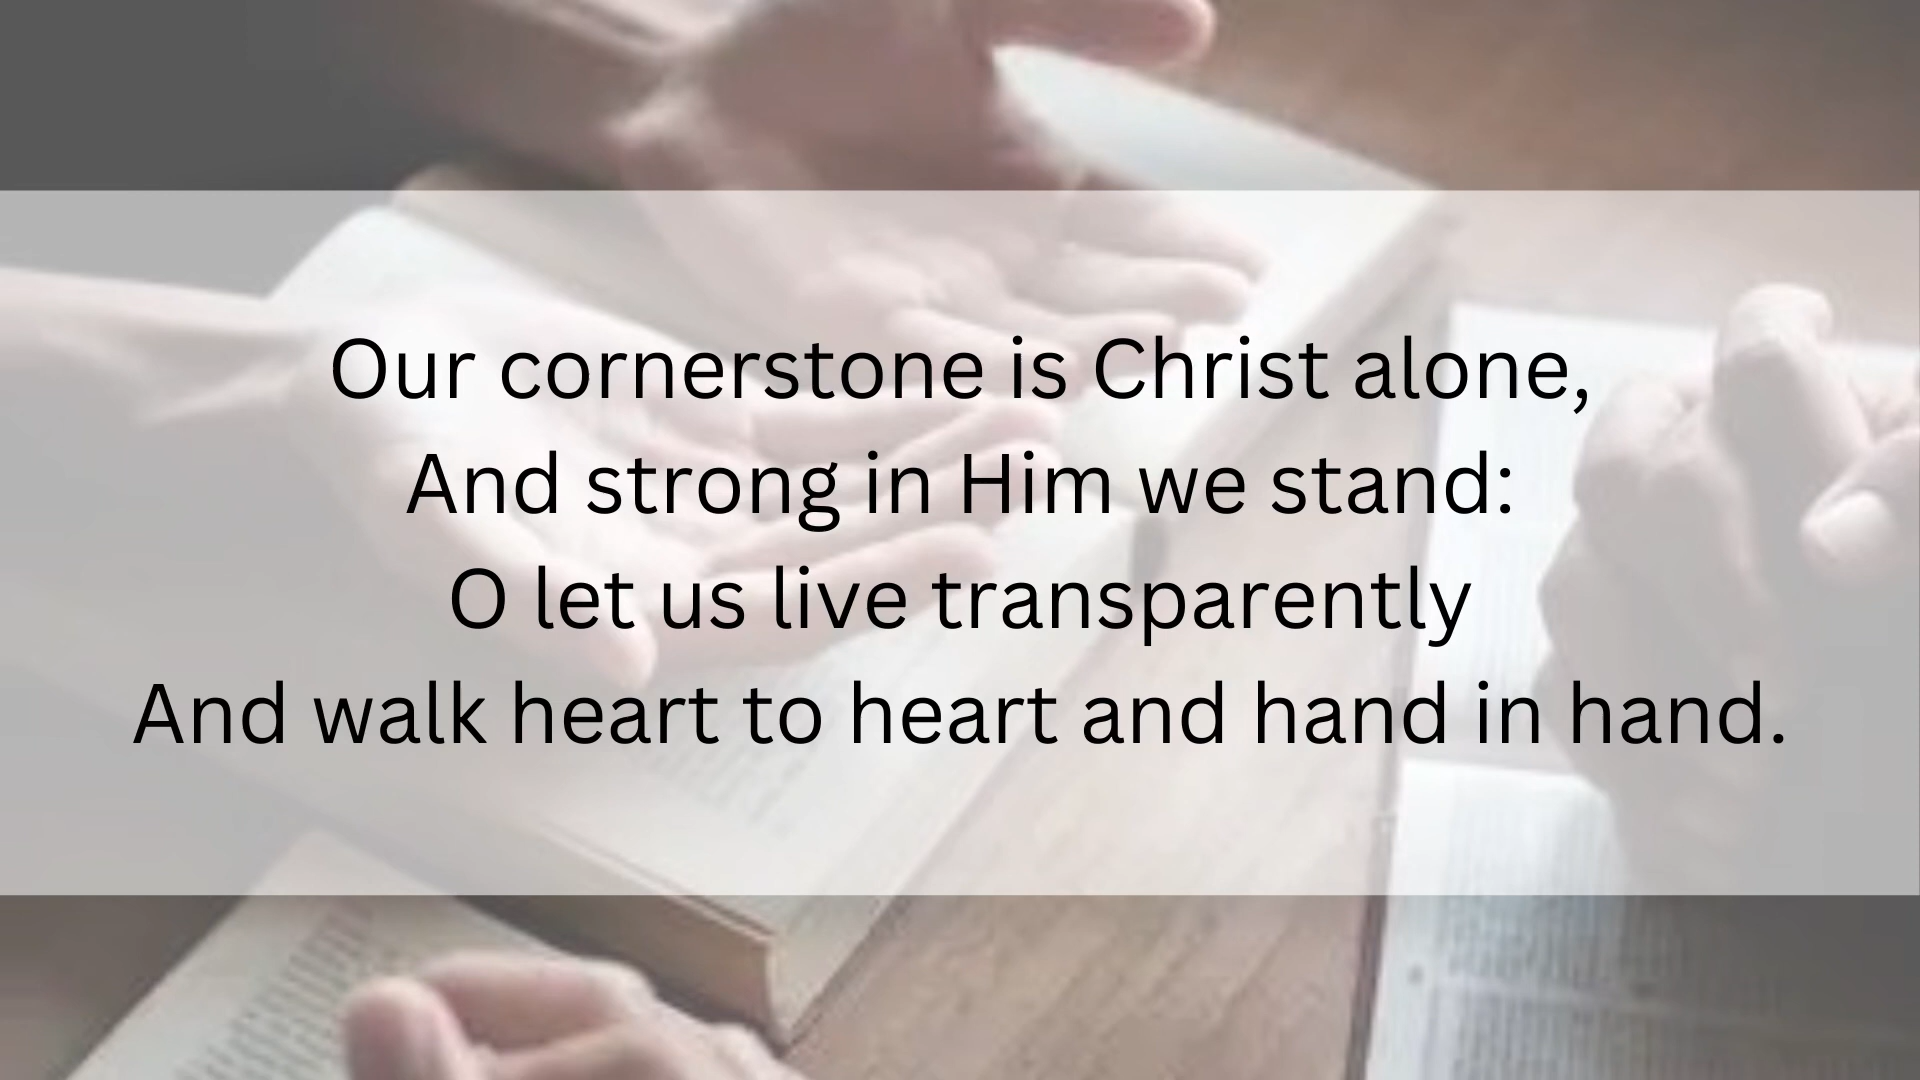 Our cornerstone is Christ alone,
And strong in Him we stand:
O let us live transparently
And walk heart to heart and hand in hand.